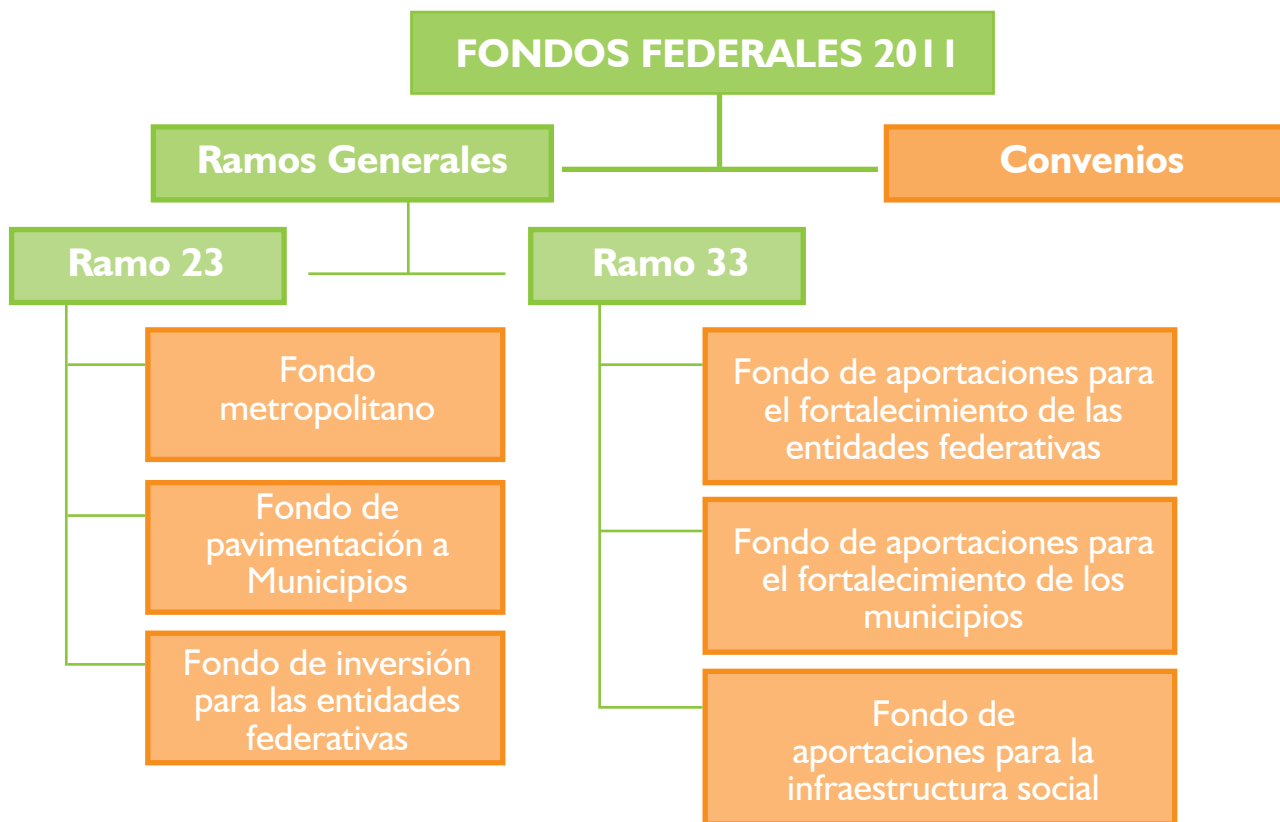 FONDOS FEDERALES 2011
Ramos Generales
Convenios
Ramo 23
Ramo 33
Fondo
metropolitano
Fondo de
pavimentación a
Municipios
Fondo de inversión
para las entidades
federativas
Fondo de aportaciones para
el fortalecimiento de las
entidades federativas
Fondo de aportaciones para
el fortalecimiento de los
municipios
Fondo de
aportaciones para la
infraestructura social